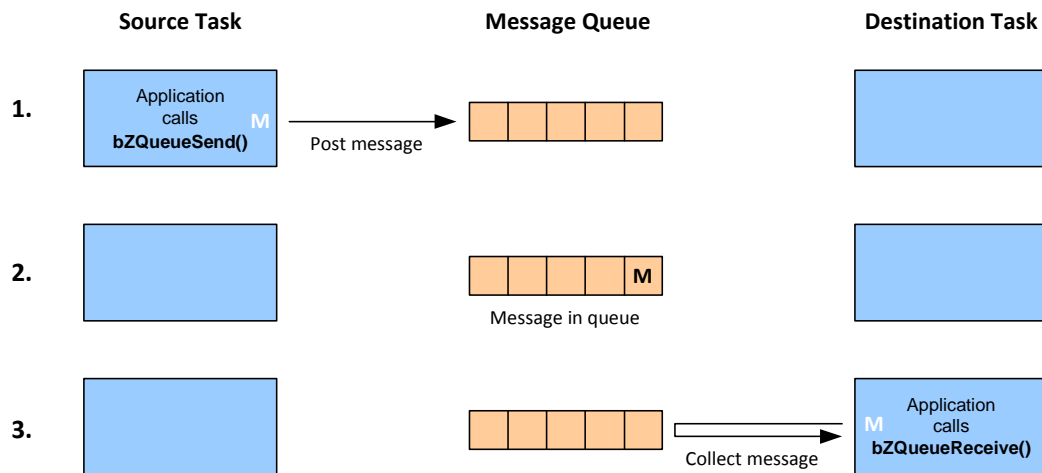 Source Task
Message Queue
Destination Task
1.
Application
calls
bZQueueSend()
M
Post message
2.
M
Message in queue
3.
M
Application
calls
bZQueueReceive()
Collect message